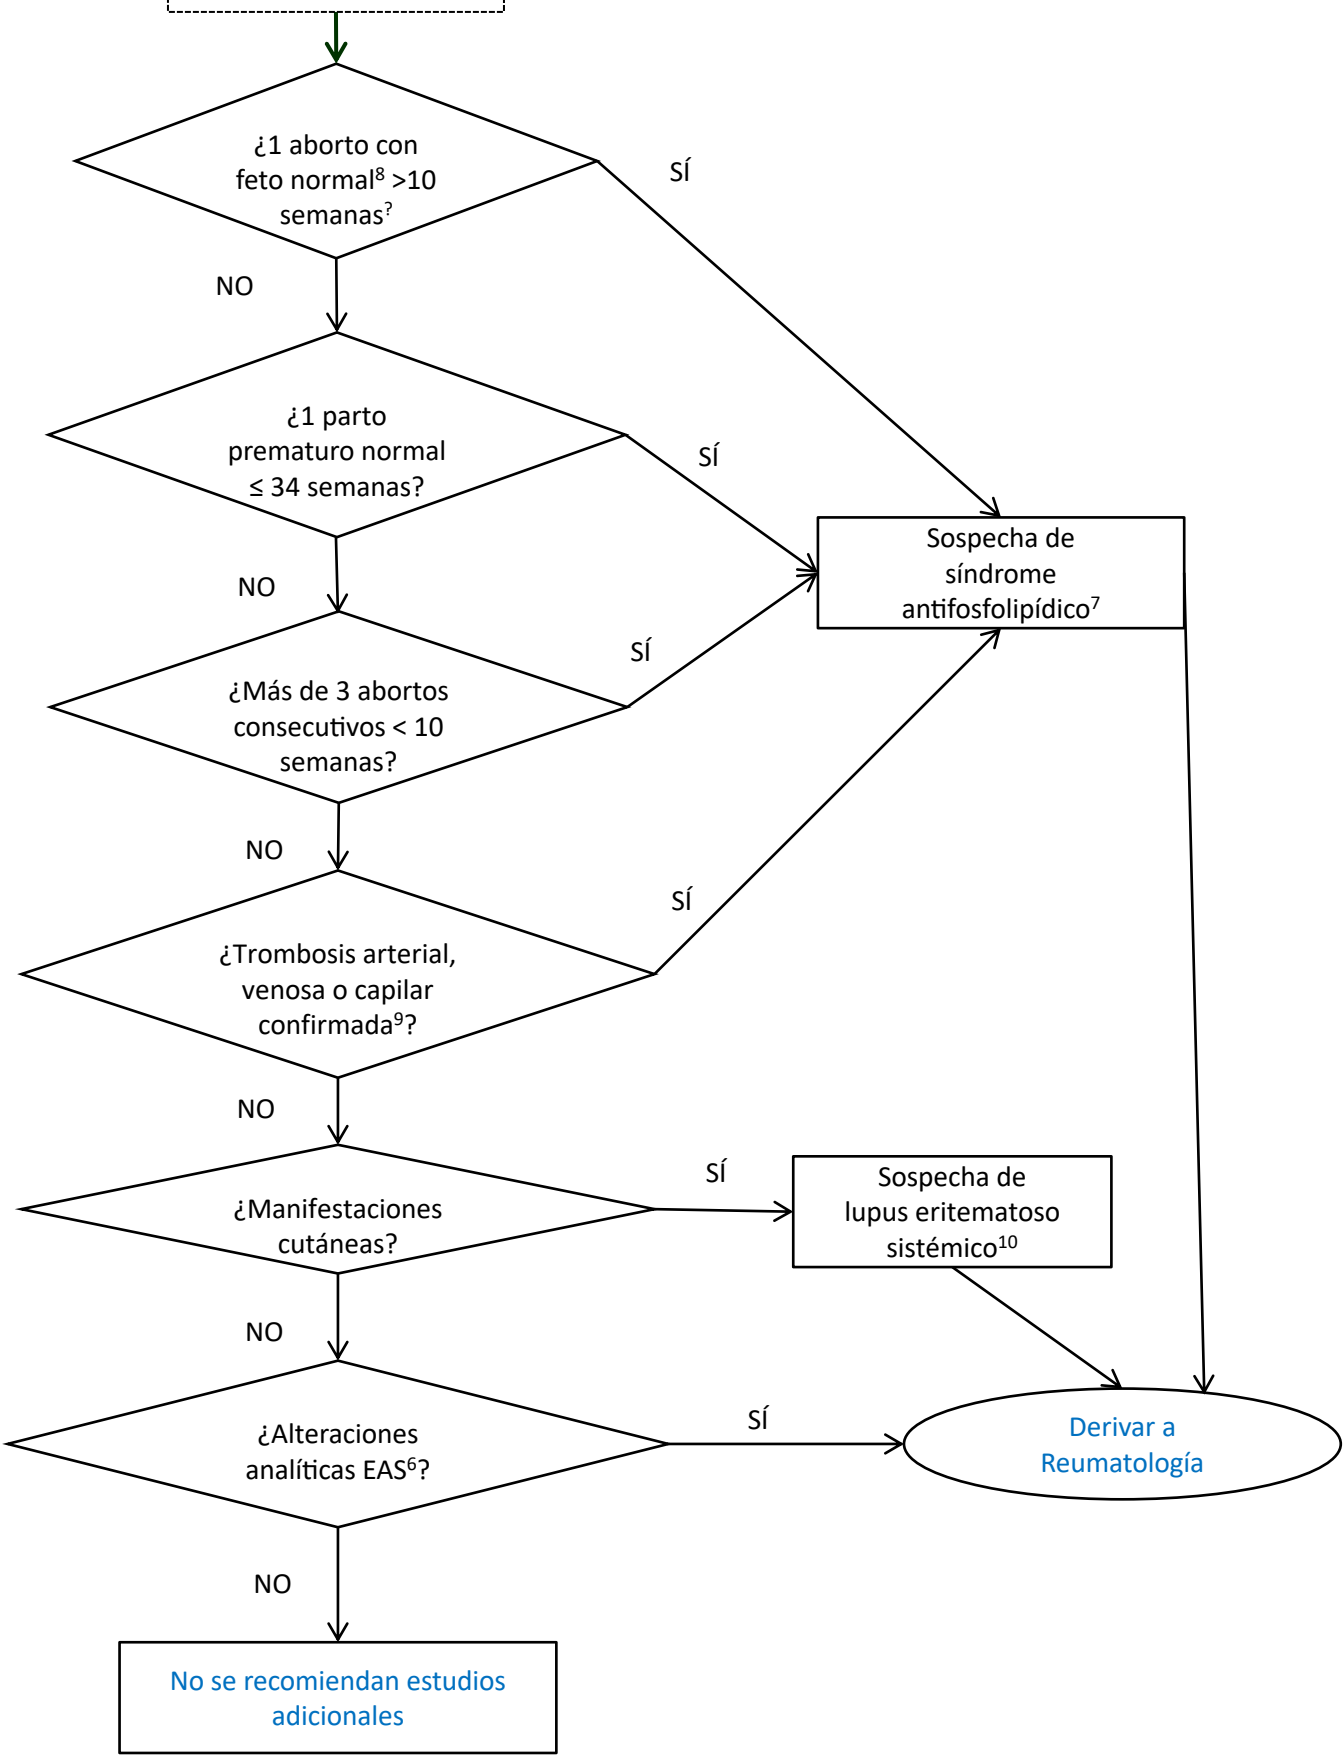 ¿1 aborto con
feto normal⁸ >10
semanas?
SÍ
NO
¿1 parto
prematuro normal
≤ 34 semanas?
SÍ
NO
Sospecha de
síndrome
antifosfolipídico⁷
¿Más de 3 abortos
consecutivos < 10
semanas?
SÍ
NO
¿Trombosis arterial,
venosa o capilar
confirmada⁹?
SÍ
NO
¿Manifestaciones
cutáneas?
SÍ
Sospecha de
lupus eritematoso
sistémico¹⁰
NO
¿Alteraciones
analíticas EAS⁶?
SÍ
Derivar a
Reumatología
NO
No se recomiendan estudios
adicionales